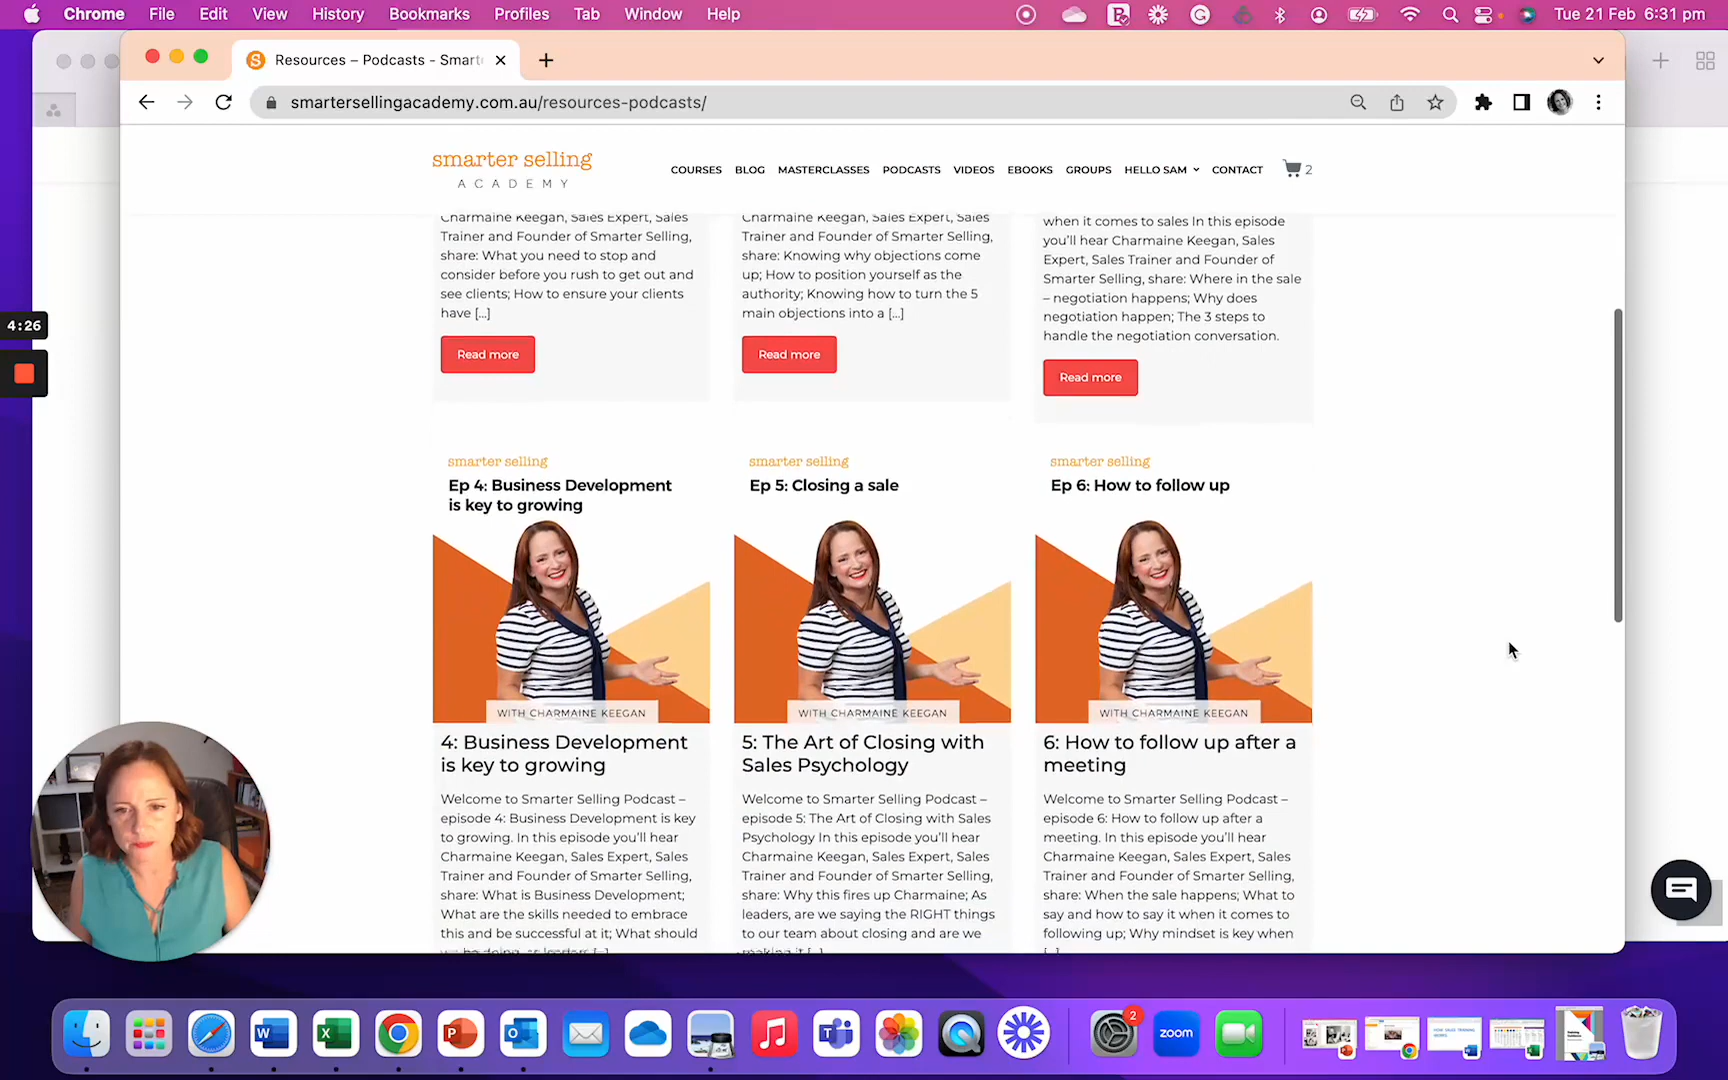 Chrome File Edit View History Bookmarks Profiles Tab Window Help Tue 21 Feb 6:31 pm
Resources – Podcasts - Smart
smartersellingacademy.com.au/resources-podcasts/
smarter selling
ACADEMY
COURSES BLOG MASTERCLASSES PODCASTS VIDEOS EBOOKS GROUPS HELLO SAM CONTACT 2
Charmaine Keegan, Sales Expert, Sales
Trainer and Founder of Smarter Selling,
share: What you need to stop and
consider before you rush to get out and
see clients; How to ensure your clients
have [...]
Read more
Charmaine Keegan, Sales Expert, Sales
Trainer and Founder of Smarter Selling,
share: Knowing why objections come
up; How to position yourself as the
authority; Knowing how to turn the 5
main objections into a [...]
Read more
when it comes to sales In this episode
you'll hear Charmaine Keegan, Sales
Expert, Sales Trainer and Founder of
Smarter Selling, share: Where in the sale
– negotiation happens; Why does
negotiation happen; The 3 steps to
handle the negotiation conversation.
Read more
4:26
smarter selling
Ep 4: Business Development
is key to growing
WITH CHARMAINE KEEGAN
4: Business Development
is key to growing
Welcome to Smarter Selling Podcast –
episode 4: Business Development is key
to growing. In this episode you'll hear
Charmaine Keegan, Sales Expert, Sales
Trainer and Founder of Smarter Selling,
share: What is Business Development;
What are the skills needed to embrace
this and be successful at it; What should
we be doing, as leaders [...]
smarter selling
Ep 5: Closing a sale
WITH CHARMAINE KEEGAN
5: The Art of Closing with
Sales Psychology
Welcome to Smarter Selling Podcast –
episode 5: The Art of Closing with Sales
Psychology In this episode you'll hear
Charmaine Keegan, Sales Expert, Sales
Trainer and Founder of Smarter Selling,
share: Why this fires up Charmaine; As
leaders, are we saying the RIGHT things
to our team about closing and are we
making it [...]
smarter selling
Ep 6: How to follow up
WITH CHARMAINE KEEGAN
6: How to follow up after a
meeting
Welcome to Smarter Selling Podcast –
episode 6: How to follow up after a
meeting. In this episode you'll hear
Charmaine Keegan, Sales Expert, Sales
Trainer and Founder of Smarter Selling,
share: When the sale happens; What to
say and how to say it when it comes to
following up; Why mindset is key when
[...]
2
zoom